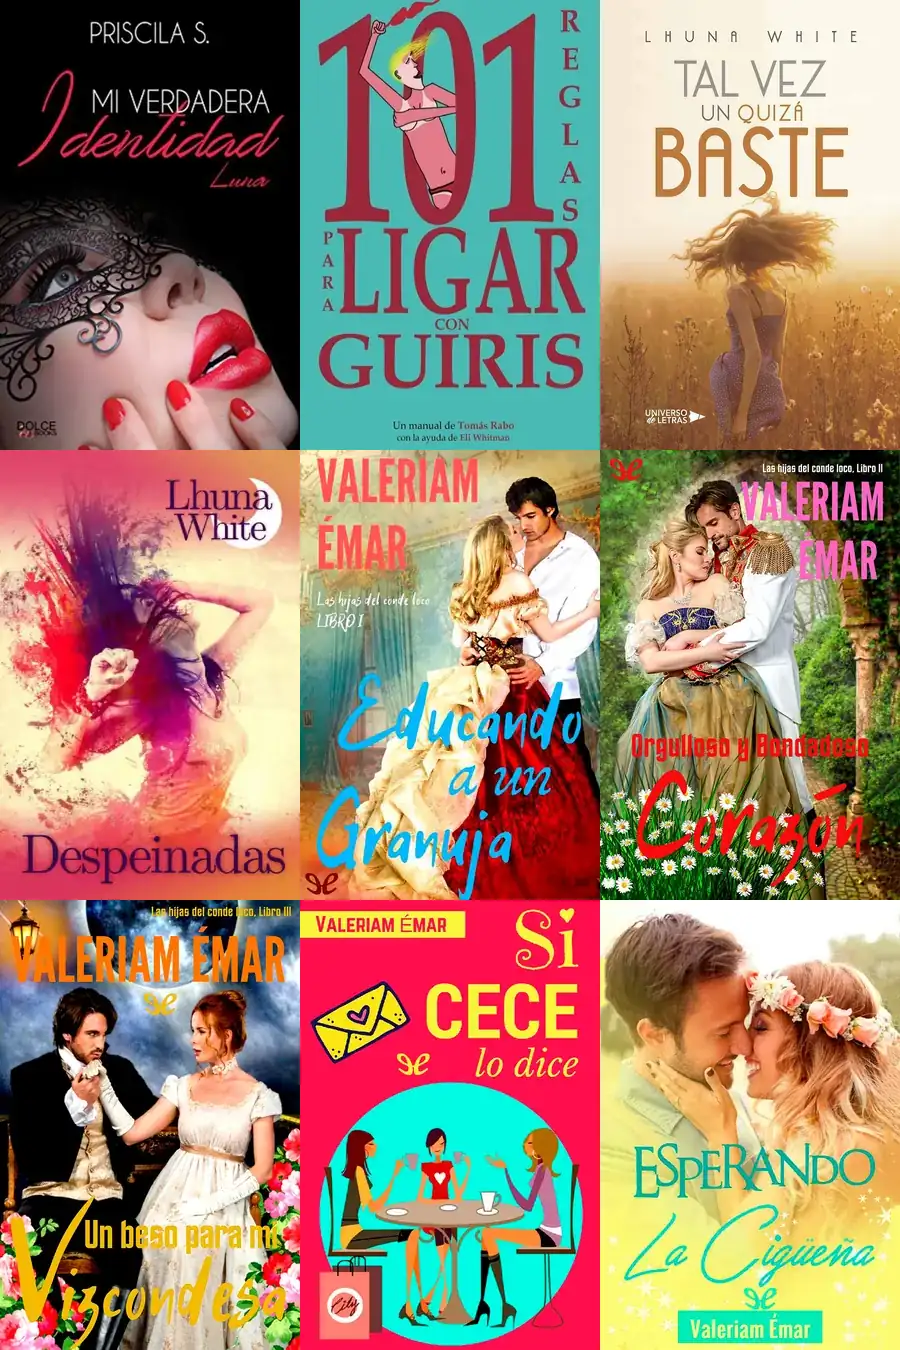 PRISCILA S.
MI VERDADERA
Identidad
Luna
DOLCE
BOOKS
101
REGLAS
PARA
LIGAR
CON
GUIRIS
Un manual de Tomás Rabo
con la ayuda de Eli Whitman
LHUNA WHITE
TAL VEZ
UN QUIZÁ
BASTE
UNIVERSO
de LETRAS
Lhuna
White
Despeinadas
VALERIAM
ÉMAR
Las hijas del conde loco
LIBRO I
Educando
a un
Granuja
Las hijas del conde loco, Libro II
VALERIAM
ÉMAR
Orgulloso y Bondadoso
Corazón
Las hijas del conde loco, Libro III
VALERIAM ÉMAR
Un beso para mi
Vizcondesa
VALERIAM ÉMAR
Si
CECE
lo dice
City
ESPERANDO
La Cigüeña
Valeriam Émar